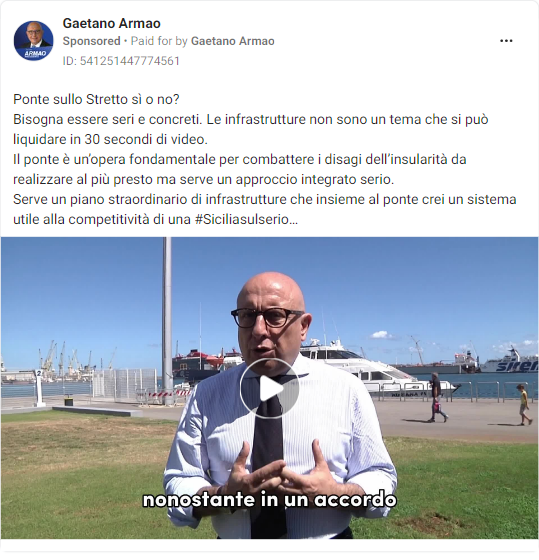 Gaetano Armao
Sponsored • Paid for by Gaetano Armao
ID: 541251447774561
ARMAO
Ponte sullo Stretto sì o no?
Bisogna essere seri e concreti. Le infrastrutture non sono un tema che si può
liquidare in 30 secondi di video.
Il ponte è un’opera fondamentale per combattere i disagi dell’insularità da
realizzare al più presto ma serve un approccio integrato serio.
Serve un piano straordinario di infrastrutture che insieme al ponte crei un sistema
utile alla competitività di una #Siciliasulserio…
nonostante in un accordo